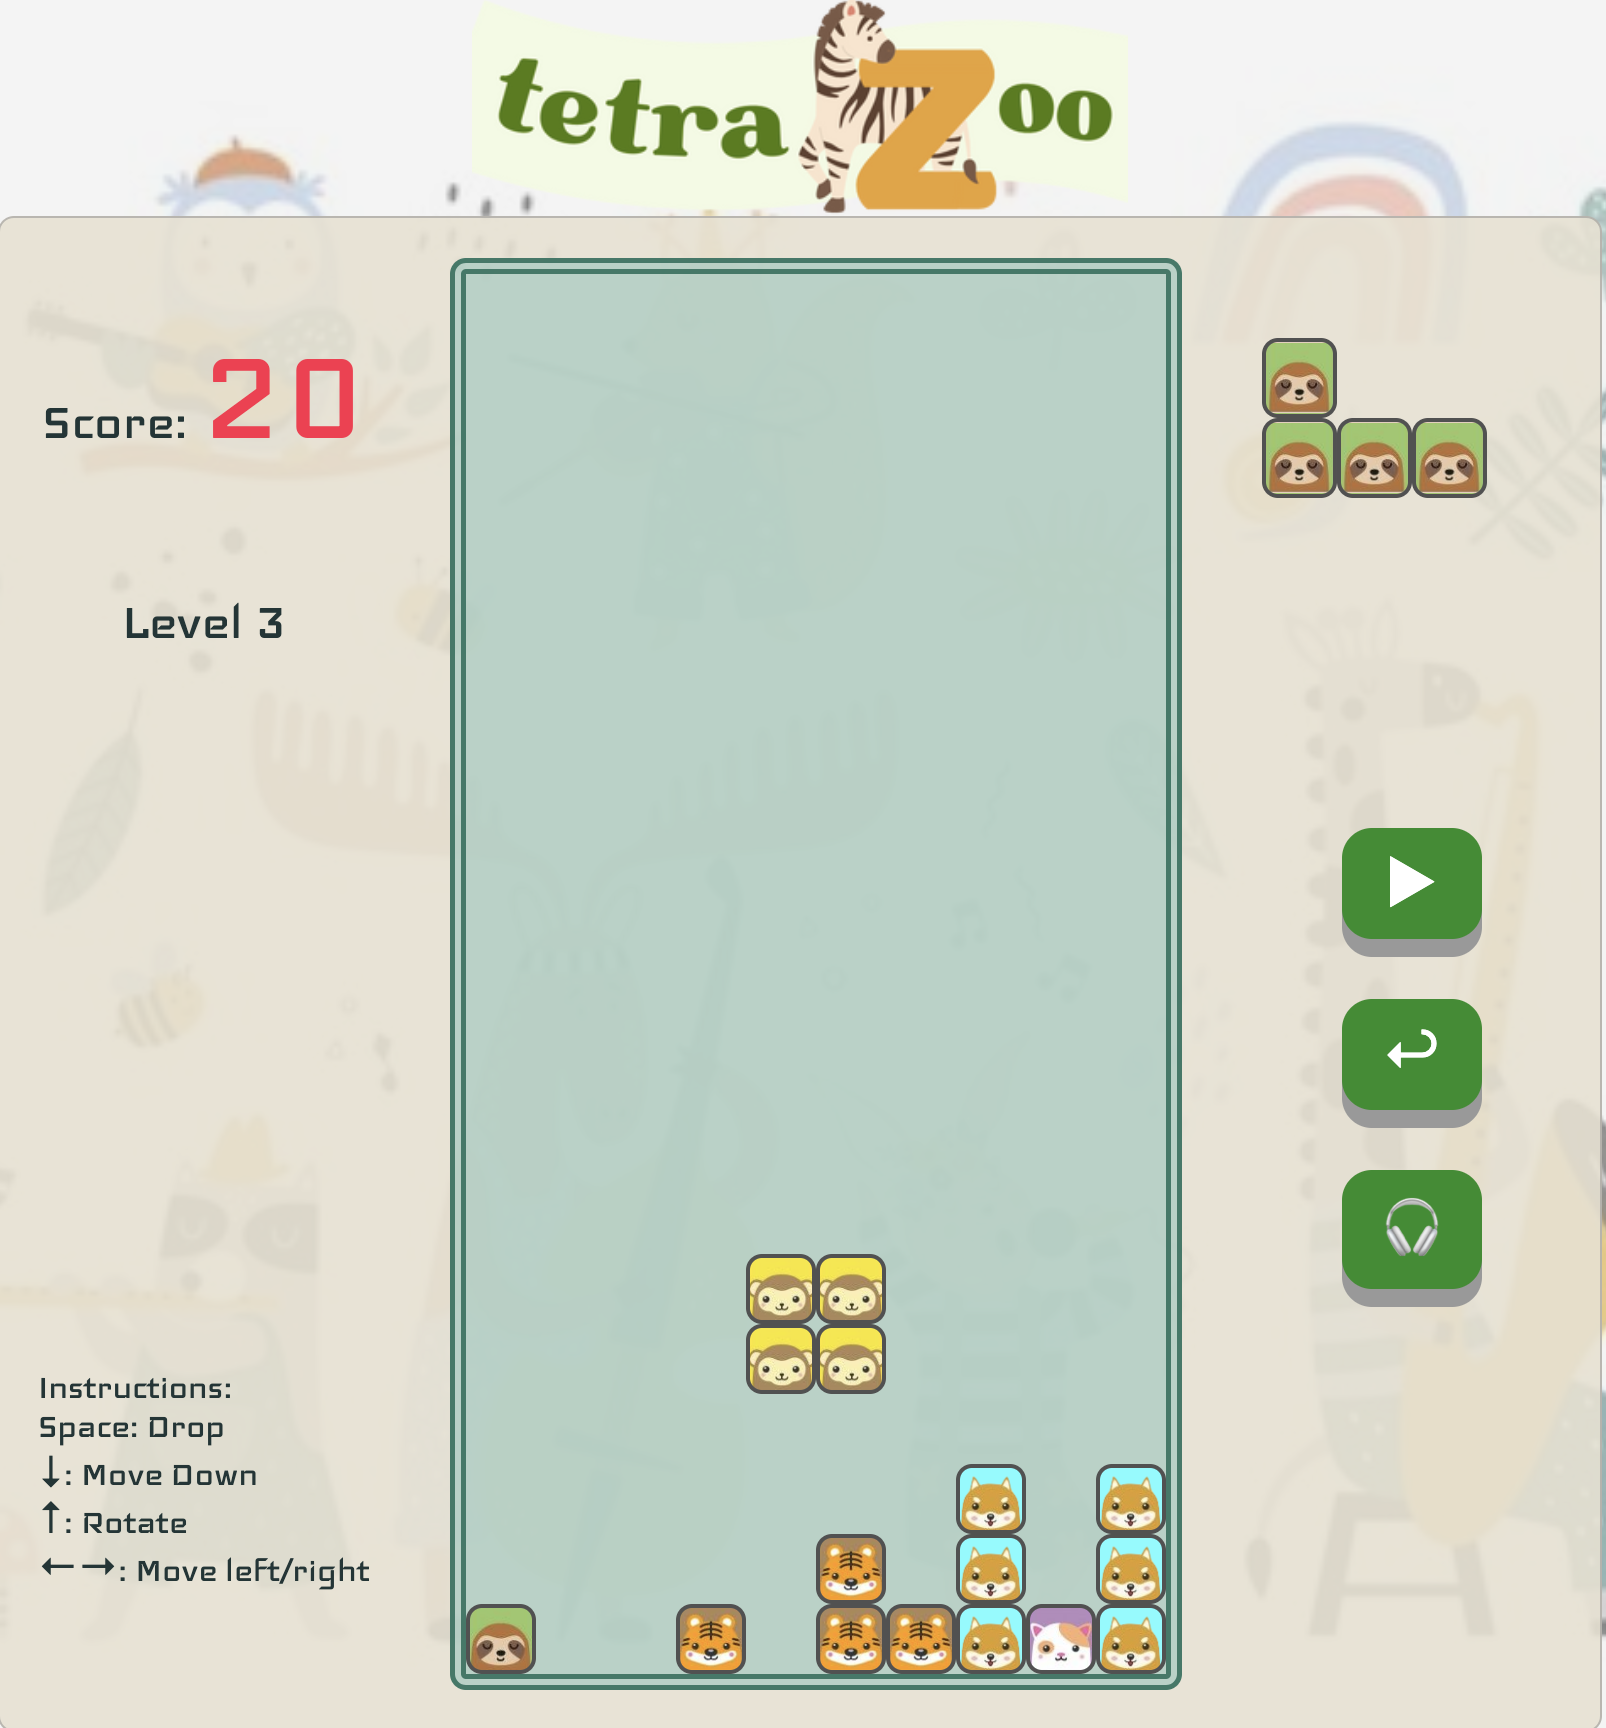 tetra Zoo
Score: 20
Level 3
Instructions:
Space: Drop
↓: Move Down
↑: Rotate
←→: Move left/right